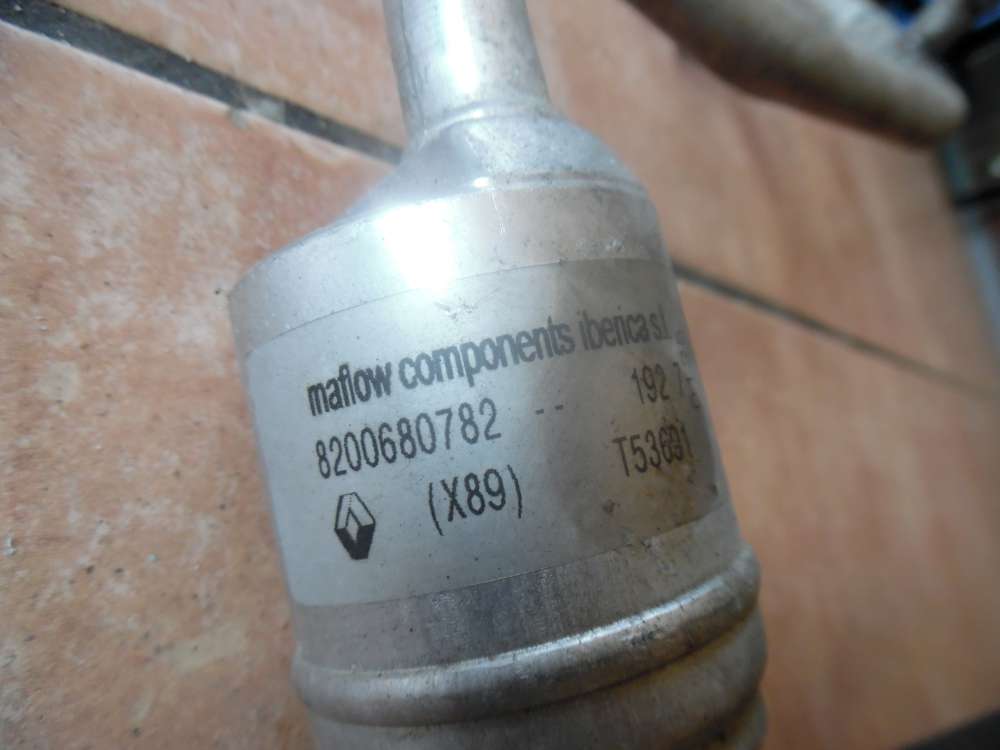 maflow components iberica s.l
8200680782 -- 192 7
(X89) T53691